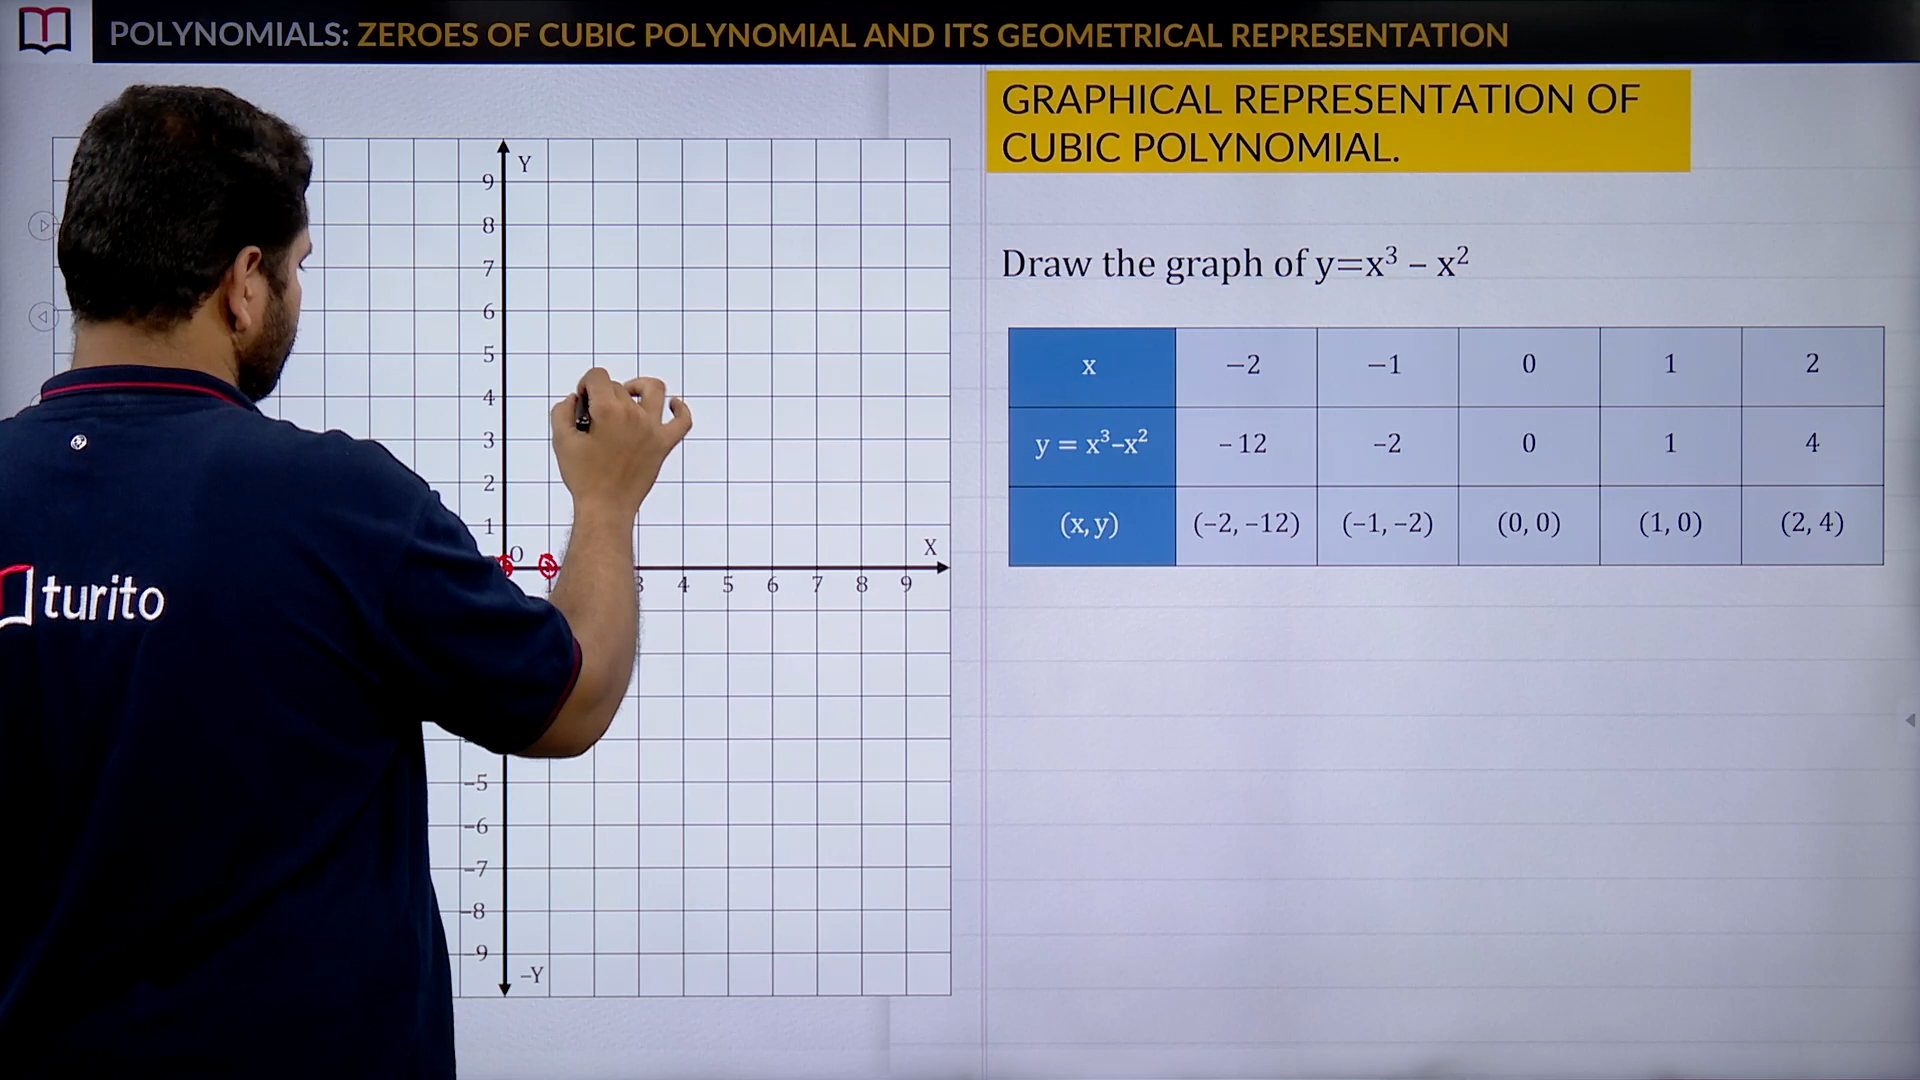 POLYNOMIALS: ZEROES OF CUBIC POLYNOMIAL AND ITS GEOMETRICAL REPRESENTATION
GRAPHICAL REPRESENTATION OF
CUBIC POLYNOMIAL.
Draw the graph of y=x³ – x²
x −2 −1 0 1 2
y = x³–x² – 12 –2 0 1 4
(x, y) (–2, –12) (–1, –2) (0, 0) (1, 0) (2, 4)
Y
9
8
7
6
5
4
3
2
1
O
X
3 4 5 6 7 8 9
–5
–6
–7
–8
–9
–Y
turito